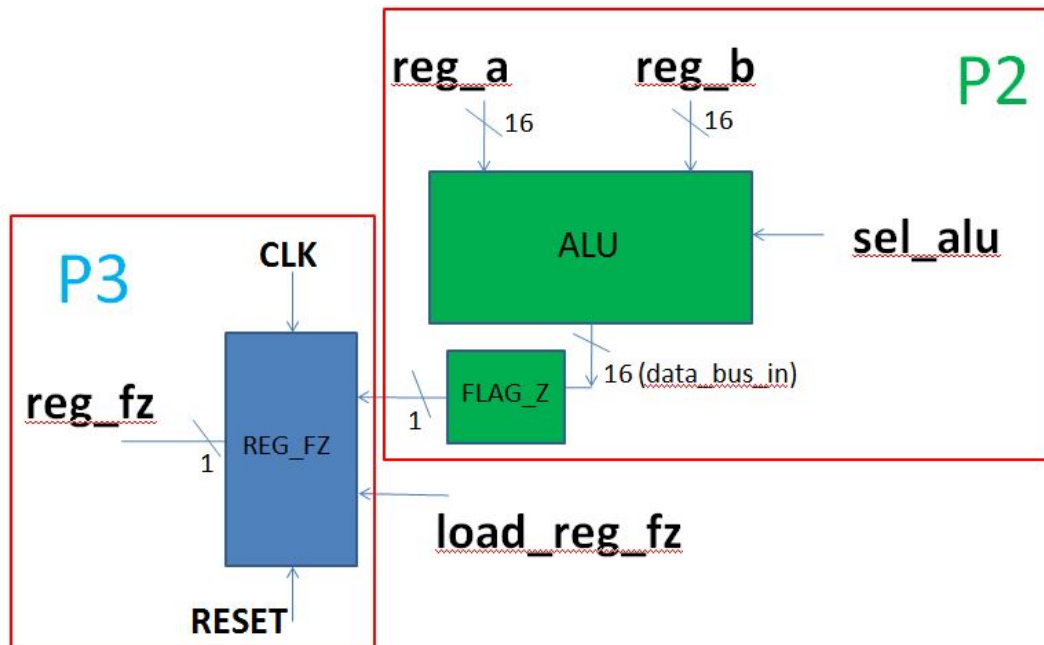 reg_a
reg_b
P2
16
16
ALU
sel_alu
CLK
P3
16 (data_bus_in)
FLAG_Z
reg_fz
1
REG_FZ
1
load_reg_fz
RESET